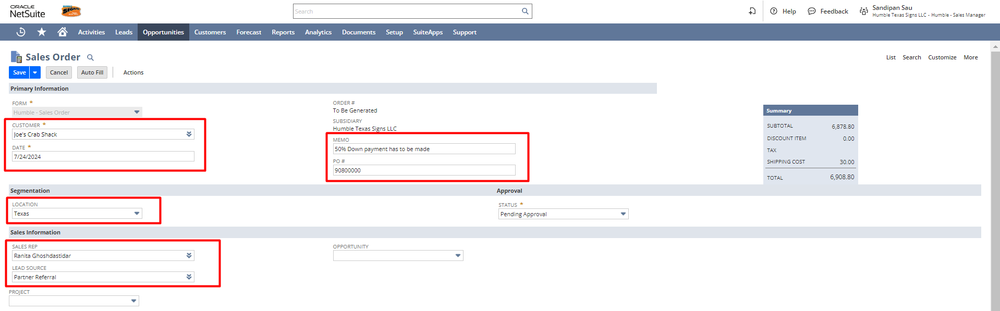 ORACLE
NetSuite
SIGNS
Search
Help
Feedback
Sandipan Sau
Humble Texas Signs LLC - Humble - Sales Manager
Activities Leads Opportunities Customers Forecast Reports Analytics Documents Setup SuiteApps Support
Sales Order
List Search Customize More
Save Cancel Auto Fill Actions
Primary Information
FORM *
Humble - Sales Order
CUSTOMER *
Joe's Crab Shack
DATE *
7/24/2024
ORDER #
To Be Generated
SUBSIDIARY
Humble Texas Signs LLC
MEMO
50% Down payment has to be made
PO #
90800000
Summary
SUBTOTAL 6,878.80
DISCOUNT ITEM 0.00
TAX
SHIPPING COST 30.00
TOTAL 6,908.80
Segmentation
LOCATION
Texas
Approval
STATUS *
Pending Approval
Sales Information
SALES REP
Ranita Ghoshdastidar
LEAD SOURCE
Partner Referral
PROJECT
OPPORTUNITY